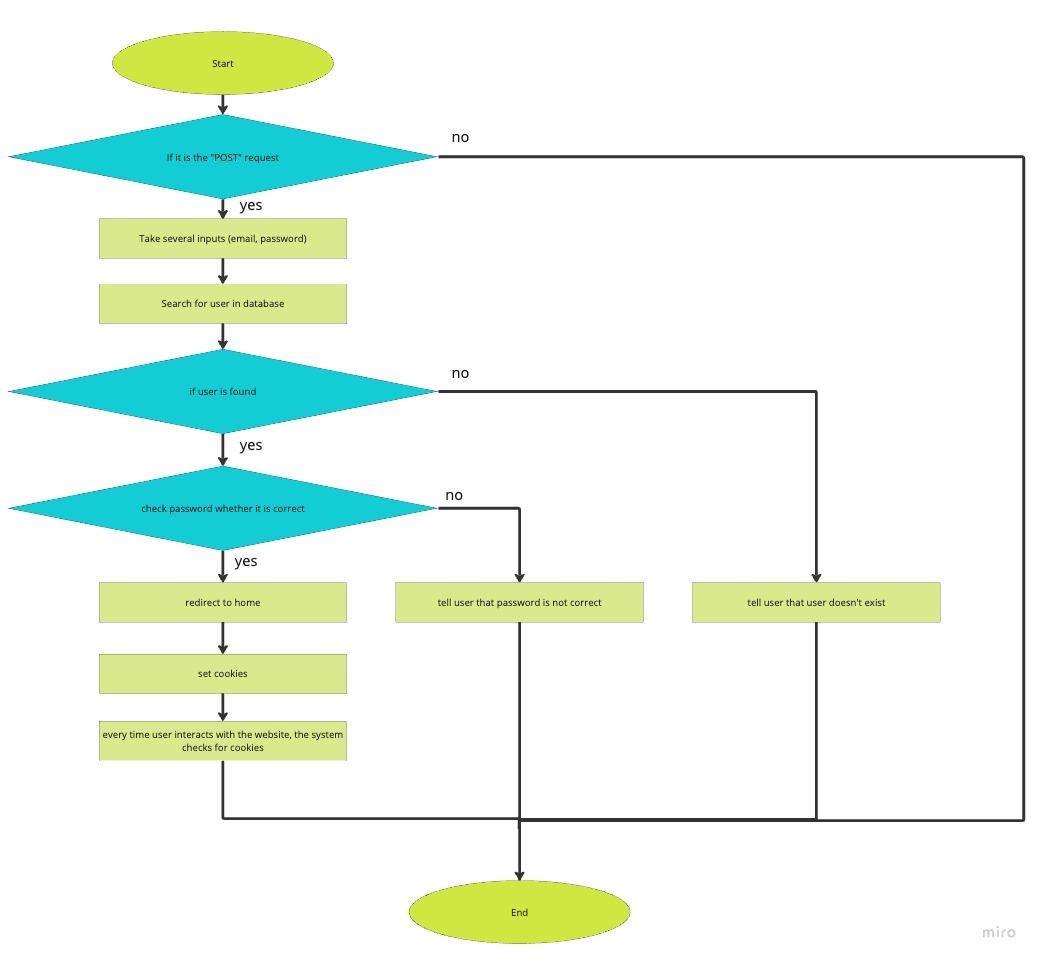 Start
If it is the "POST" request
no
yes
Take several inputs (email, password)
Search for user in database
if user is found
no
yes
check password whether it is correct
no
yes
redirect to home
tell user that password is not correct
tell user that user doesn't exist
set cookies
every time user interacts with the website, the system
checks for cookies
End
miro